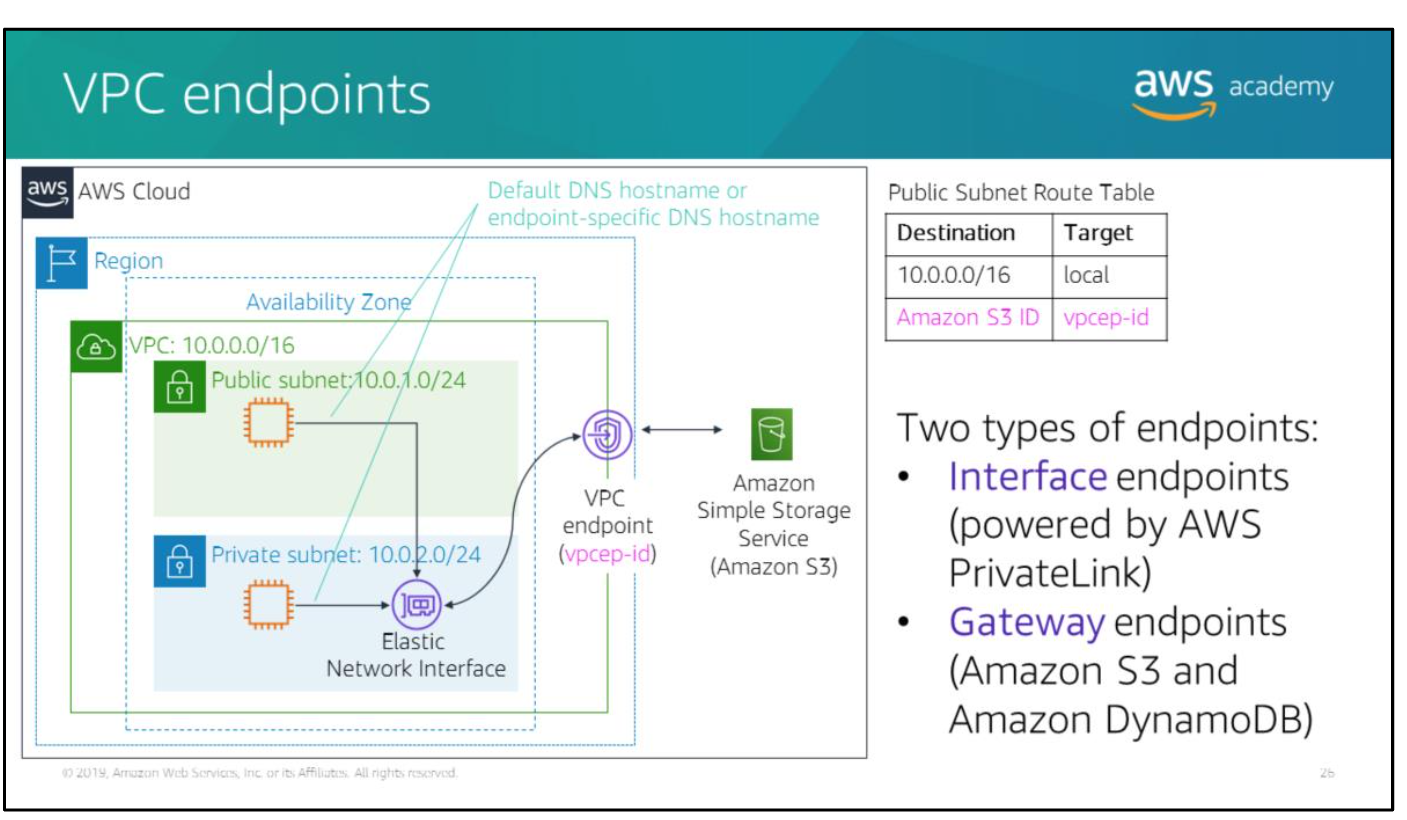 VPC endpoints
aws academy
aws AWS Cloud
Default DNS hostname or
endpoint-specific DNS hostname
Region
Availability Zone
VPC: 10.0.0.0/16
Public subnet:10.0.1.0/24
Private subnet: 10.0.2.0/24
Elastic
Network Interface
VPC
endpoint
(vpcep-id)
Amazon
Simple Storage
Service
(Amazon S3)
Public Subnet Route Table
Destination Target
10.0.0.0/16 local
Amazon S3 ID vpcep-id
Two types of endpoints:
• Interface endpoints
(powered by AWS
PrivateLink)
• Gateway endpoints
(Amazon S3 and
Amazon DynamoDB)
© 2019, Amazon Web Services, Inc. or its Affiliates. All rights reserved.
26